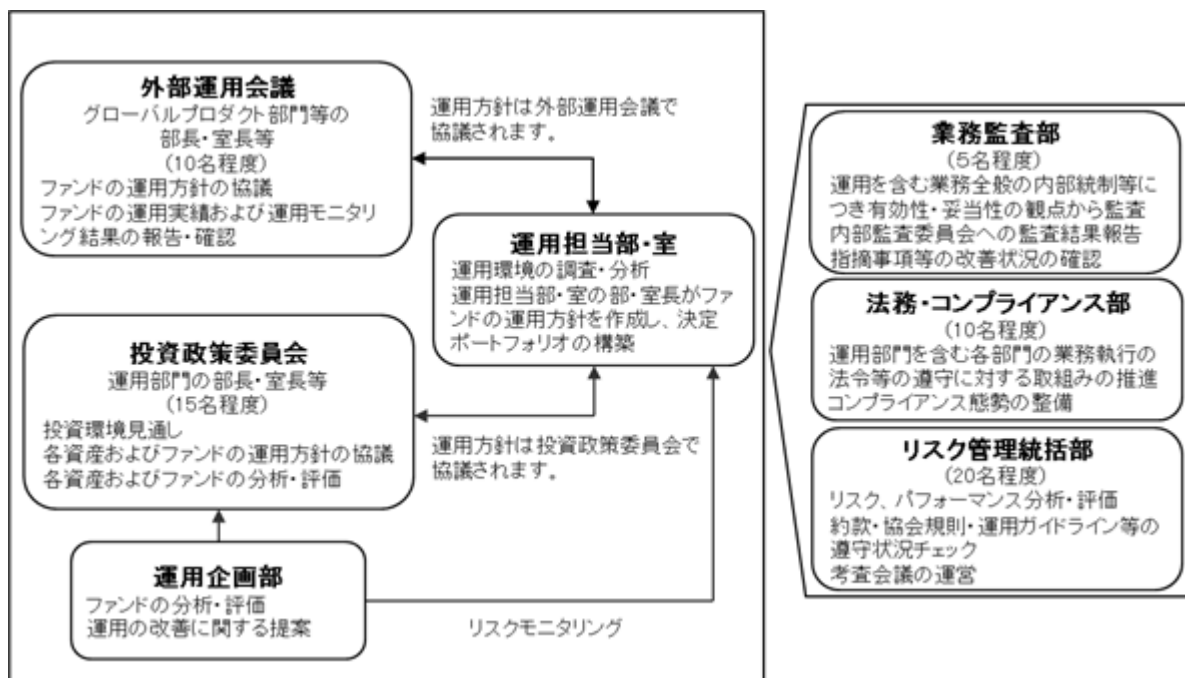 外部運用会議
グローバルプロダクト部門等の
部長・室長等
(10名程度)
ファンドの運用方針の協議
ファンドの運用実績および運用モニタリ
ング結果の報告・確認
運用方針は外部運用会議で
協議されます。
運用担当部・室
運用環境の調査・分析
運用担当部・室の部・室長がファ
ンドの運用方針を作成し、決定
ポートフォリオの構築
投資政策委員会
運用部門の部長・室長等
(15名程度)
投資環境見通し
各資産およびファンドの運用方針の協議
各資産およびファンドの分析・評価
運用方針は投資政策委員会で
協議されます。
運用企画部
ファンドの分析・評価
運用の改善に関する提案
リスクモニタリング
業務監査部
(5名程度)
運用を含む業務全般の内部統制等に
つき有効性・妥当性の観点から監査
内部監査委員会への監査結果報告
指摘事項等の改善状況の確認
法務・コンプライアンス部
(10名程度)
運用部門を含む各部門の業務執行の
法令等の遵守に対する取組みの推進
コンプライアンス態勢の整備
リスク管理統括部
(20名程度)
リスク、パフォーマンス分析・評価
約款・協会規則・運用ガイドライン等の
遵守状況チェック
考査会議の運営